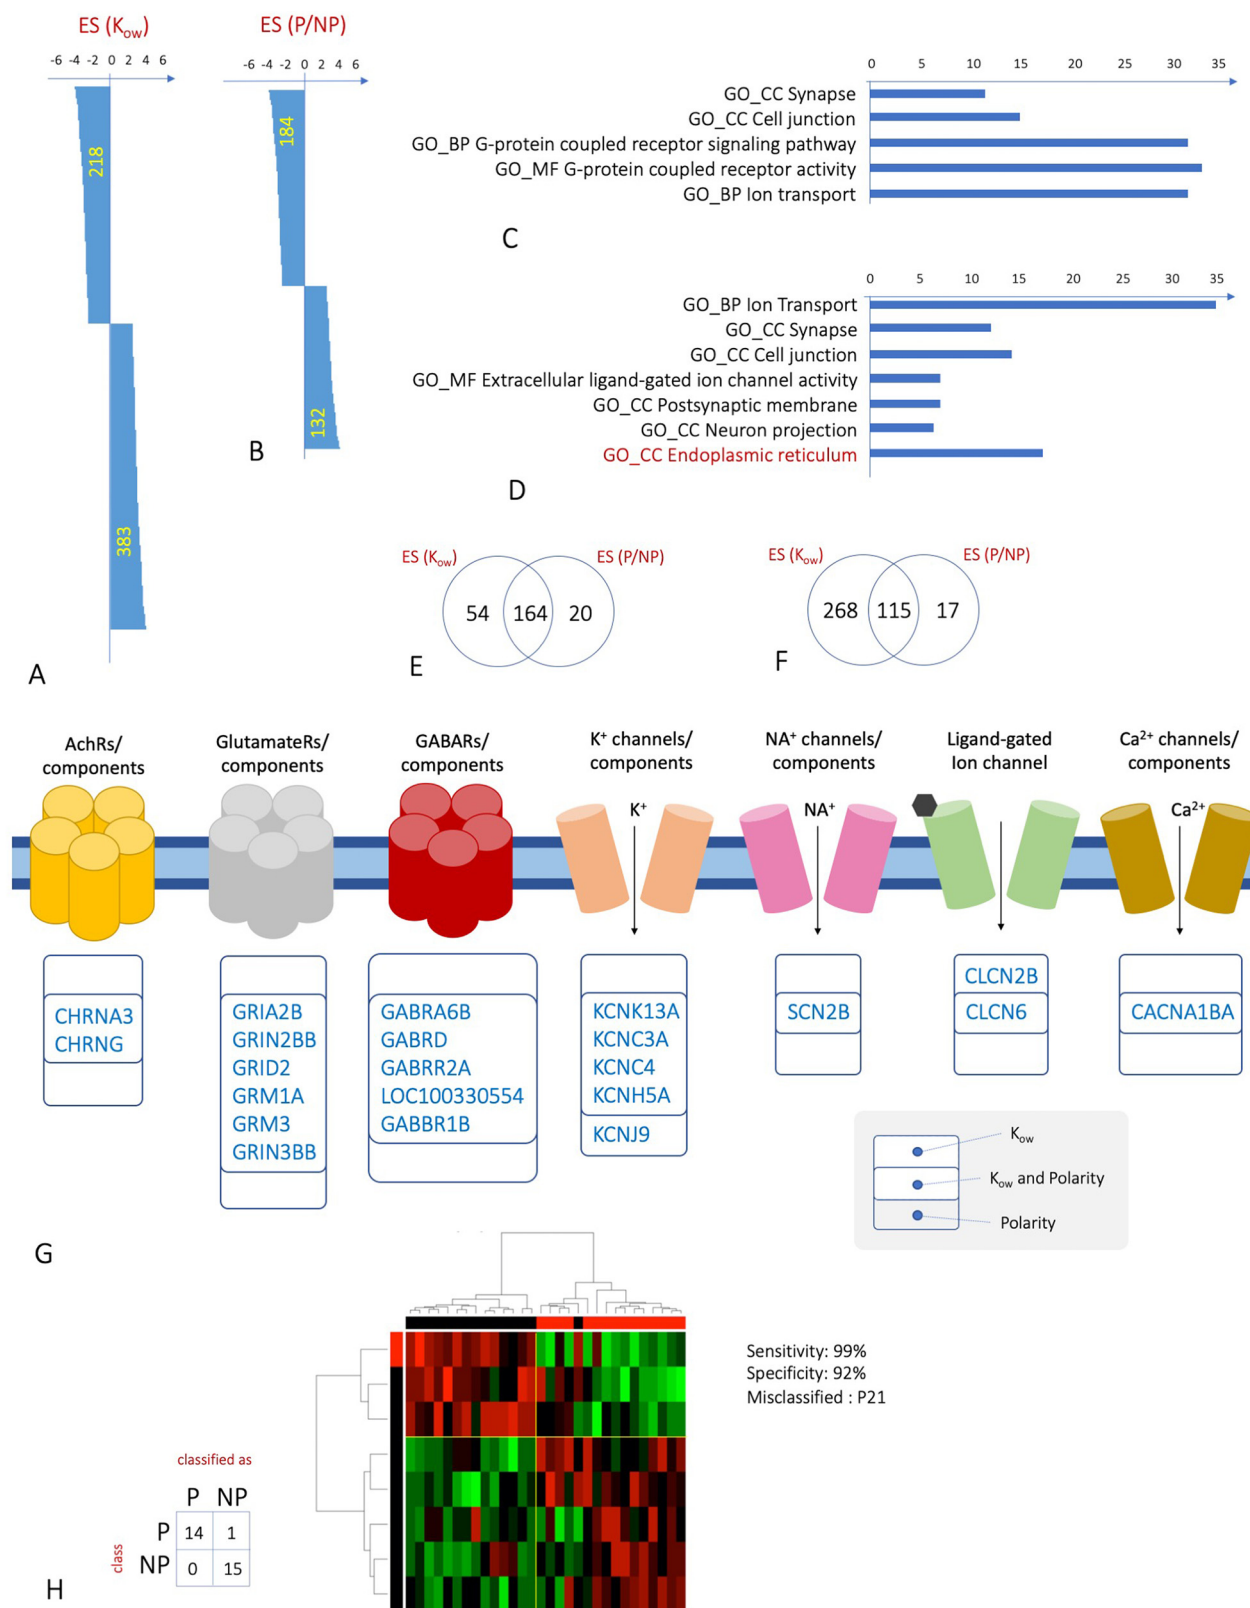 ES (Kow)
-6 -4 -2 0 2 4 6
218
383
A
ES (P/NP)
-6 -4 -2 0 2 4 6
184
132
B
0 5 10 15 20 25 30 35
GO_CC Synapse
GO_CC Cell junction
GO_BP G-protein coupled receptor signaling pathway
GO_MF G-protein coupled receptor activity
GO_BP Ion transport
C
0 5 10 15 20 25 30 35
GO_BP Ion Transport
GO_CC Synapse
GO_CC Cell junction
GO_MF Extracellular ligand-gated ion channel activity
GO_CC Postsynaptic membrane
GO_CC Neuron projection
GO_CC Endoplasmic reticulum
D
ES (Kow) ES (P/NP)
54 164 20
E
ES (Kow) ES (P/NP)
268 115 17
F
AchRs/
components
GlutamateRs/
components
GABARs/
components
K+ channels/
components
NA+ channels/
components
Ligand-gated
Ion channel
Ca2+ channels/
components
K+
NA+
Ca2+
CHRNA3
CHRNG
GRIA2B
GRIN2BB
GRID2
GRM1A
GRM3
GRIN3BB
GABRA6B
GABRD
GABRR2A
LOC100330554
GABBR1B
KCNK13A
KCNC3A
KCNC4
KCNH5A
KCNJ9
SCN2B
CLCN2B
CLCN6
CACNA1BA
Kow
Kow and Polarity
Polarity
G
Sensitivity: 99%
Specificity: 92%
Misclassified : P21
classified as
P NP
class
P 14 1
NP 0 15
H